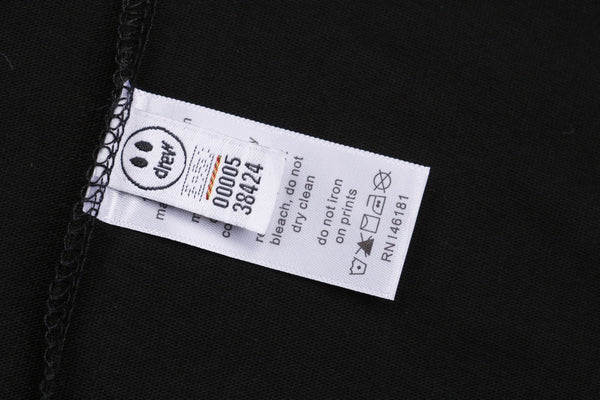 drew
00005
38424
bleach, do not
dry clean
do not iron
on prints
RN146181